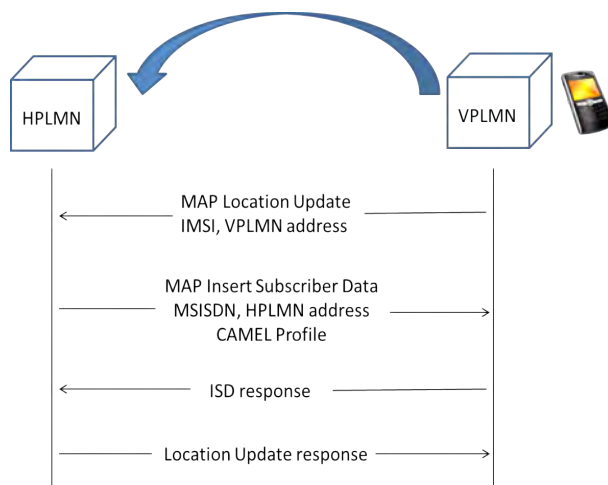 HPLMN
VPLMN
MAP Location Update
IMSI, VPLMN address
MAP Insert Subscriber Data
MSISDN, HPLMN address
CAMEL Profile
ISD response
Location Update response